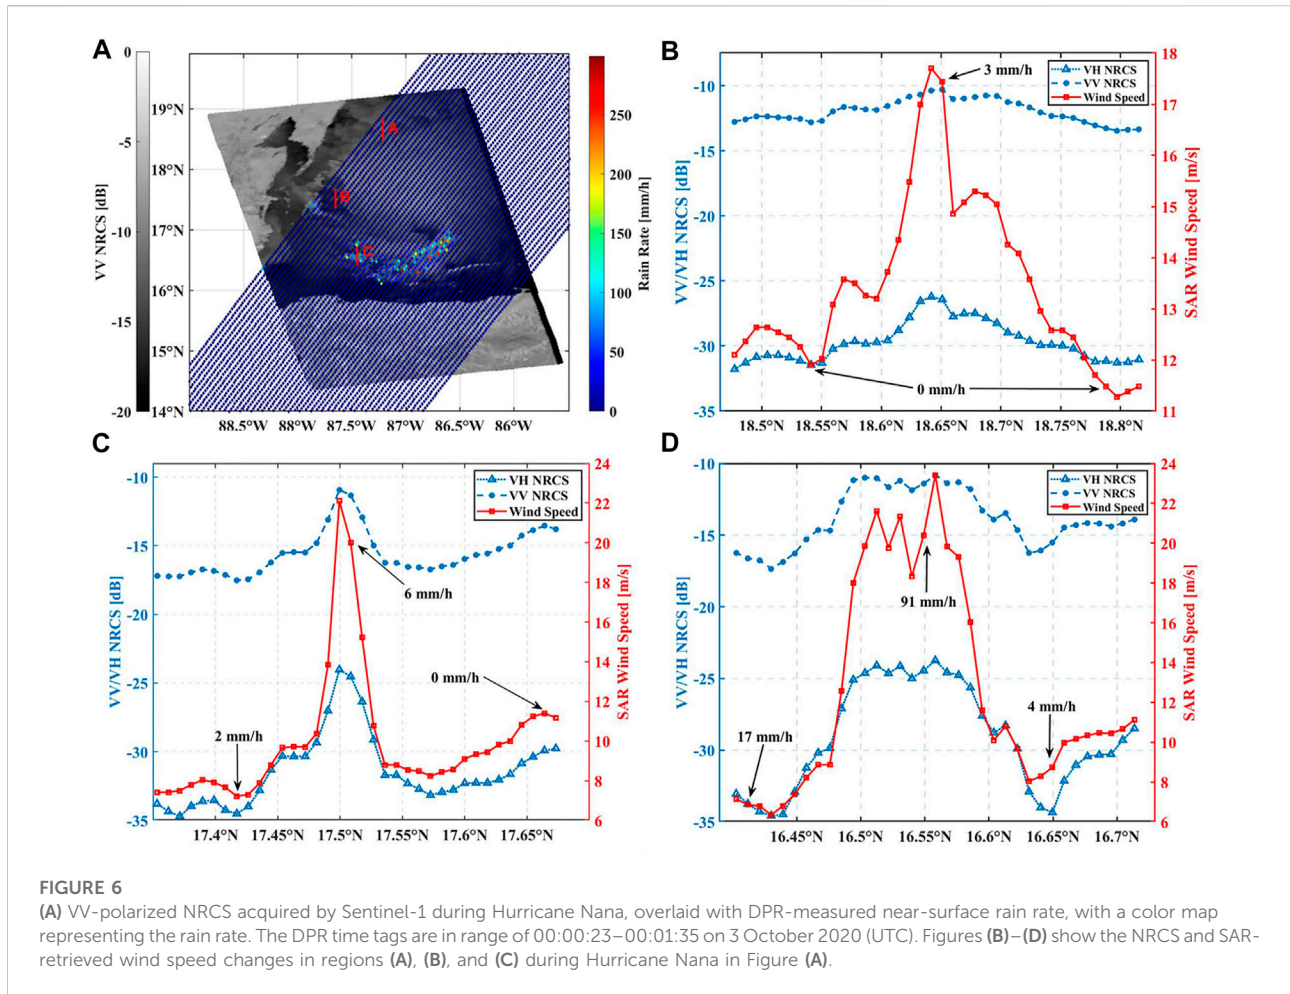 A
0
-5
-10
-15
-20
VV NRCS [dB]
19°N
18°N
17°N
16°N
15°N
14°N
88.5°W
88°W
87.5°W
87°W
86.5°W
86°W
A
B
C
250
200
150
100
50
0
Rain Rate [mm/h]
B
-10
-15
-20
-25
-30
-35
VV/VH NRCS [dB]
VH NRCS
VV NRCS
Wind Speed
3 mm/h
0 mm/h
18
17
16
15
14
13
12
11
SAR Wind Speed [m/s]
18.5°N
18.55°N
18.6°N
18.65°N
18.7°N
18.75°N
18.8°N
C
-10
-15
-20
-25
-30
-35
VV/VH NRCS [dB]
VH NRCS
VV NRCS
Wind Speed
6 mm/h
2 mm/h
0 mm/h
24
22
20
18
16
14
12
10
8
6
SAR Wind Speed [m/s]
17.4°N
17.45°N
17.5°N
17.55°N
17.6°N
17.65°N
D
-10
-15
-20
-25
-30
-35
VV/VH NRCS [dB]
VH NRCS
VV NRCS
Wind Speed
91 mm/h
17 mm/h
4 mm/h
24
22
20
18
16
14
12
10
8
6
SAR Wind Speed [m/s]
16.45°N
16.5°N
16.55°N
16.6°N
16.65°N
16.7°N
FIGURE 6
(A) VV-polarized NRCS acquired by Sentinel-1 during Hurricane Nana, overlaid with DPR-measured near-surface rain rate, with a color map
representing the rain rate. The DPR time tags are in range of 00:00:23–00:01:35 on 3 October 2020 (UTC). Figures (B)–(D) show the NRCS and SAR-
retrieved wind speed changes in regions (A), (B), and (C) during Hurricane Nana in Figure (A).